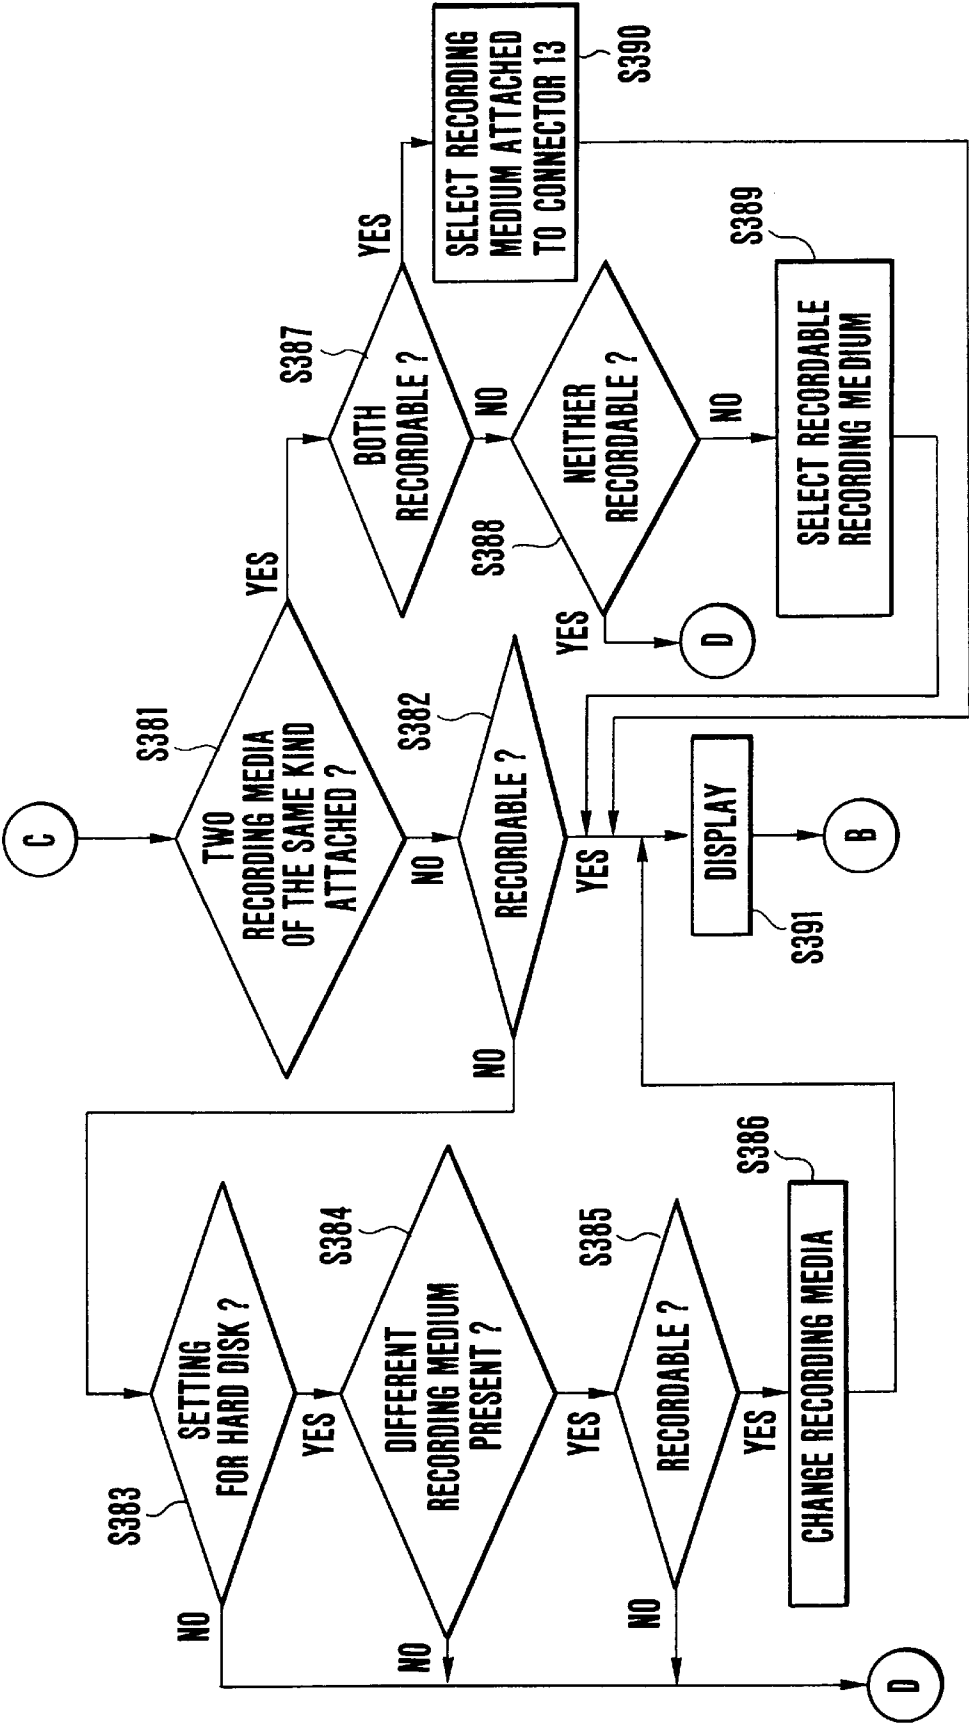 C
S381
TWO
RECORDING MEDIA
OF THE SAME KIND
ATTACHED ?
YES
NO
S387
BOTH
RECORDABLE ?
YES
NO
SELECT RECORDING
MEDIUM ATTACHED
TO CONNECTOR 13
S390
S388
NEITHER
RECORDABLE ?
YES
NO
D
S389
SELECT RECORDABLE
RECORDING MEDIUM
S382
RECORDABLE ?
NO
YES
S383
SETTING
FOR HARD DISK ?
NO
YES
S384
DIFFERENT
RECORDING MEDIUM
PRESENT ?
NO
YES
S385
RECORDABLE ?
NO
YES
S386
CHANGE RECORDING MEDIA
D
DISPLAY
S391
B